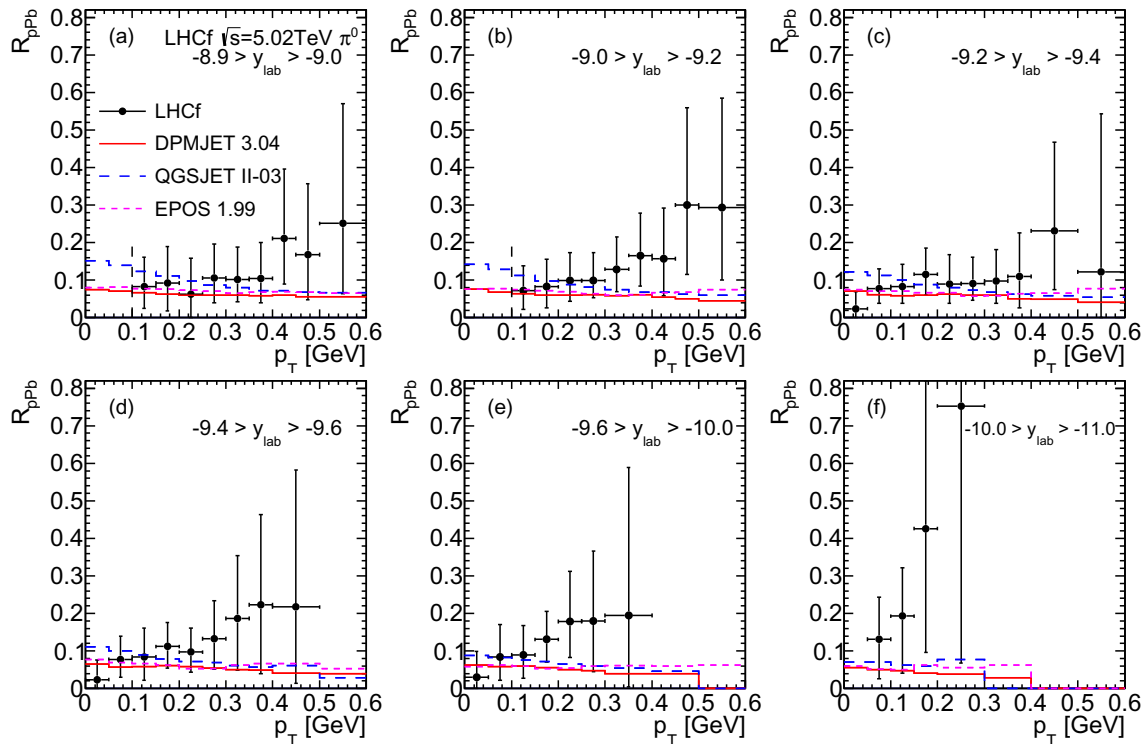 R_pPb
(a) LHCf √s=5.02TeV π⁰
-8.9 > y_lab > -9.0
LHCf
DPMJET 3.04
QGSJET II-03
EPOS 1.99
0.8
0.7
0.6
0.5
0.4
0.3
0.2
0.1
0
0 0.1 0.2 0.3 0.4 0.5 0.6
p_T [GeV]
R_pPb
(b)
-9.0 > y_lab > -9.2
0.8
0.7
0.6
0.5
0.4
0.3
0.2
0.1
0
0 0.1 0.2 0.3 0.4 0.5 0.6
p_T [GeV]
R_pPb
(c)
-9.2 > y_lab > -9.4
0.8
0.7
0.6
0.5
0.4
0.3
0.2
0.1
0
0 0.1 0.2 0.3 0.4 0.5 0.6
p_T [GeV]
R_pPb
(d)
-9.4 > y_lab > -9.6
0.8
0.7
0.6
0.5
0.4
0.3
0.2
0.1
0
0 0.1 0.2 0.3 0.4 0.5 0.6
p_T [GeV]
R_pPb
(e)
-9.6 > y_lab > -10.0
0.8
0.7
0.6
0.5
0.4
0.3
0.2
0.1
0
0 0.1 0.2 0.3 0.4 0.5 0.6
p_T [GeV]
R_pPb
(f)
-10.0 > y_lab > -11.0
0.8
0.7
0.6
0.5
0.4
0.3
0.2
0.1
0
0 0.1 0.2 0.3 0.4 0.5 0.6
p_T [GeV]